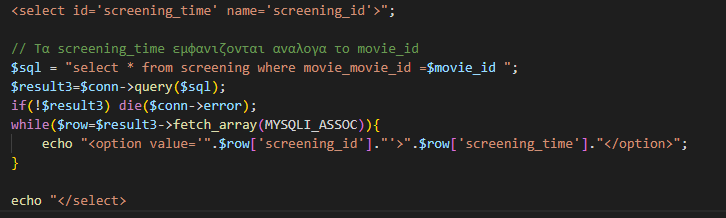 <select id='screening_time' name='screening_id'>";
// Τα screening_time εμφανιζονται αναλογα το movie_id
$sql = "select * from screening where movie_movie_id =$movie_id ";
$result3=$conn->query($sql);
if(!$result3) die($conn->error);
while($row=$result3->fetch_array(MYSQLI_ASSOC)){
echo "<option value='".$row['screening_id']."'>".$row['screening_time']."</option>";
}
echo "</select>